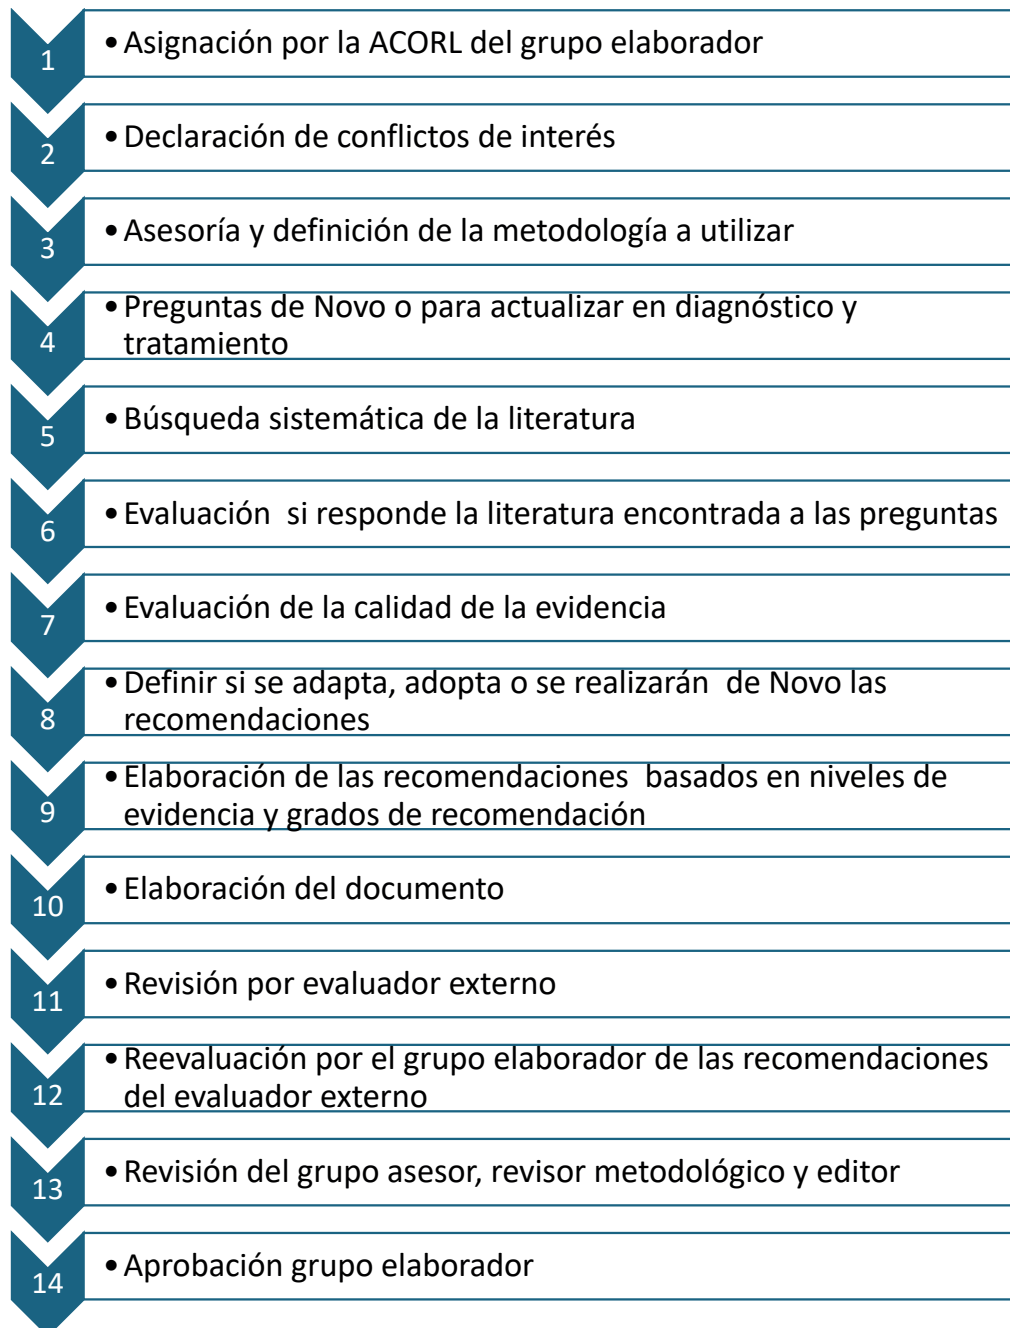 1
• Asignación por la ACORL del grupo elaborador
2
• Declaración de conflictos de interés
3
• Asesoría y definición de la metodología a utilizar
4
• Preguntas de Novo o para actualizar en diagnóstico y
tratamiento
5
• Búsqueda sistemática de la literatura
6
• Evaluación  si responde la literatura encontrada a las preguntas
7
• Evaluación de la calidad de la evidencia
8
• Definir si se adapta, adopta o se realizarán  de Novo las
recomendaciones
9
• Elaboración de las recomendaciones  basados en niveles de
evidencia y grados de recomendación
10
• Elaboración del documento
11
• Revisión por evaluador externo
12
• Reevaluación por el grupo elaborador de las recomendaciones
del evaluador externo
13
• Revisión del grupo asesor, revisor metodológico y editor
14
• Aprobación grupo elaborador